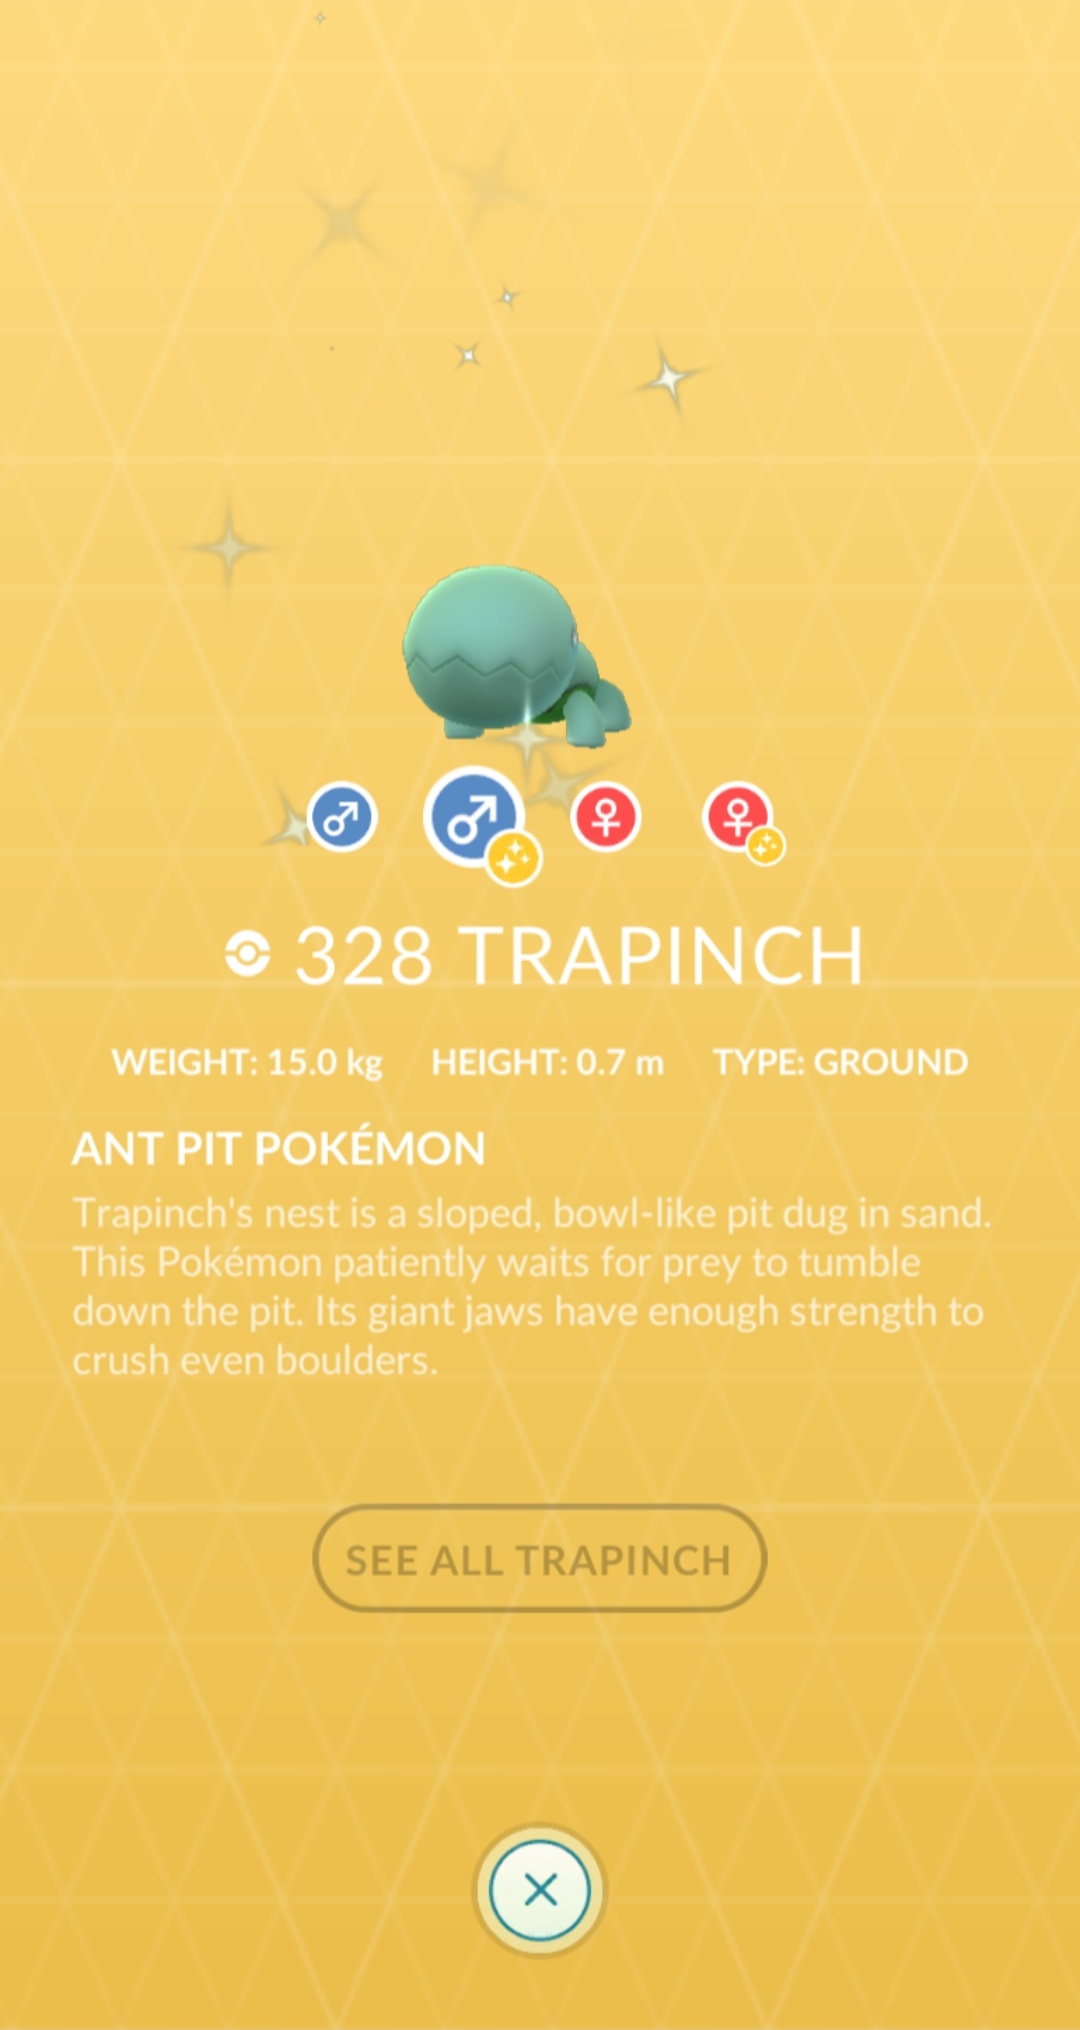 328 TRAPINCH
WEIGHT: 15.0 kg HEIGHT: 0.7 m TYPE: GROUND
ANT PIT POKÉMON
Trapinch's nest is a sloped, bowl-like pit dug in sand.
This Pokémon patiently waits for prey to tumble
down the pit. Its giant jaws have enough strength to
crush even boulders.
SEE ALL TRAPINCH